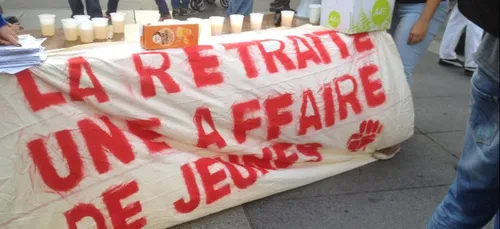 LA RETRAITE
UNE AFFAIRE
DE JEUNES